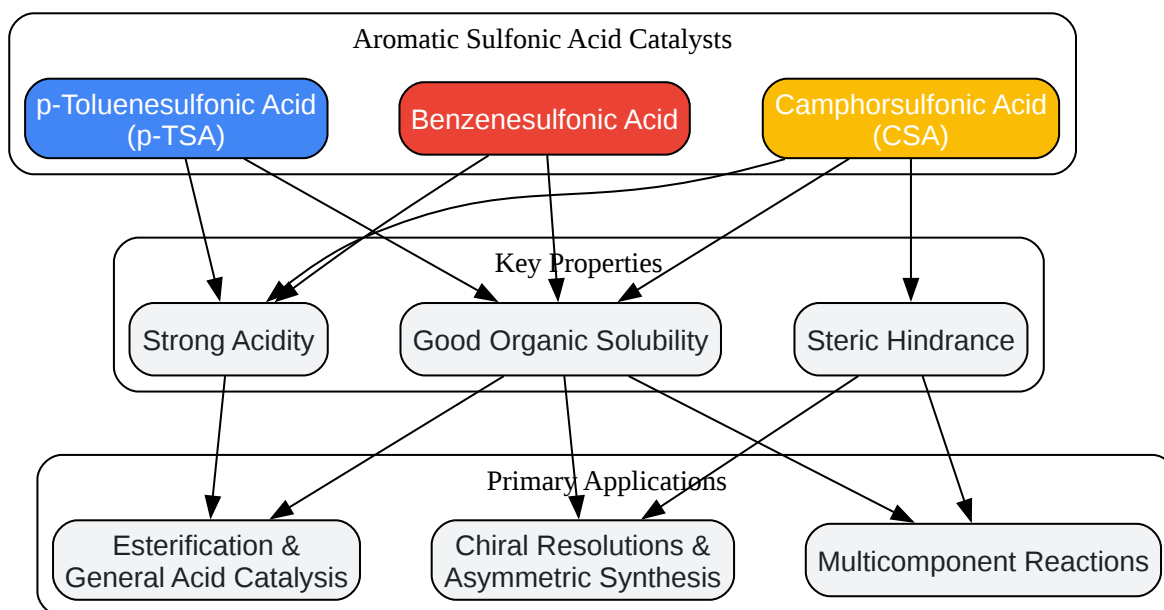 Aromatic Sulfonic Acid Catalysts
p-Toluenesulfonic Acid
(p-TSA)
Benzenesulfonic Acid
Camphorsulfonic Acid
(CSA)
Key Properties
Strong Acidity
Good Organic Solubility
Steric Hindrance
Primary Applications
Esterification &
General Acid Catalysis
Chiral Resolutions &
Asymmetric Synthesis
Multicomponent Reactions